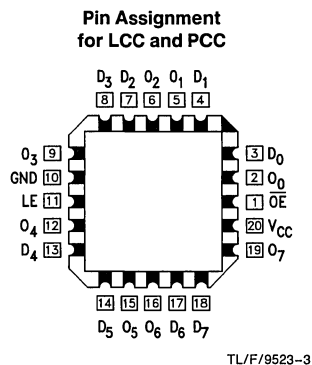 Pin Assignment
for LCC and PCC
D3 D2 O2 O1 D1
8 7 6 5 4
O3 9
GND 10
LE 11
O4 12
D4 13
3 D0
2 O0
1 O̅E̅
20 VCC
19 O7
14 15 16 17 18
D5 O5 O6 D6 D7
TL/F/9523-3